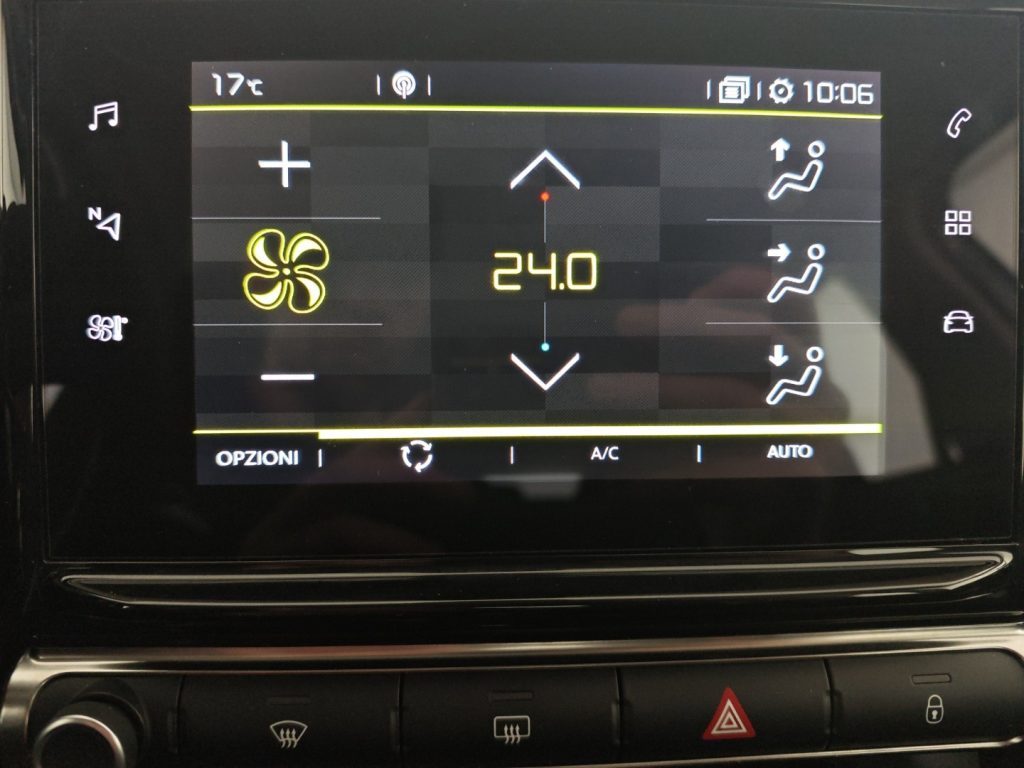 17°C
10:06
N
24.0
OPZIONI
A/C
AUTO